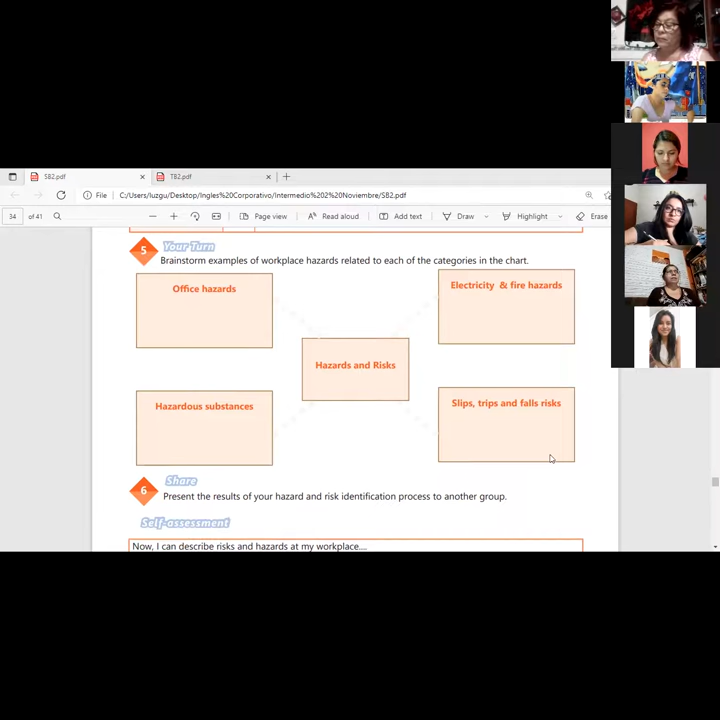 SB2.pdf
TB2.pdf
File
C:/Users/luzgu/Desktop/Ingles%20Corporativo/Intermedio%202%20Noviembre/SB2.pdf
34 of 41
Page view
Read aloud
Add text
Draw
Highlight
Erase
5 Your Turn
Brainstorm examples of workplace hazards related to each of the categories in the chart.
Office hazards
Electricity & fire hazards
Hazards and Risks
Hazardous substances
Slips, trips and falls risks
6 Share
Present the results of your hazard and risk identification process to another group.
Self-assessment
Now, I can describe risks and hazards at my workplace....